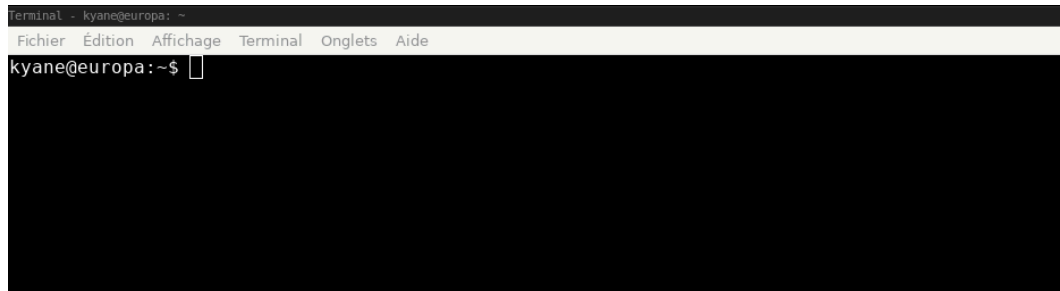 Terminal - kyane@europa: ~
Fichier Édition Affichage Terminal Onglets Aide
kyane@europa:~$